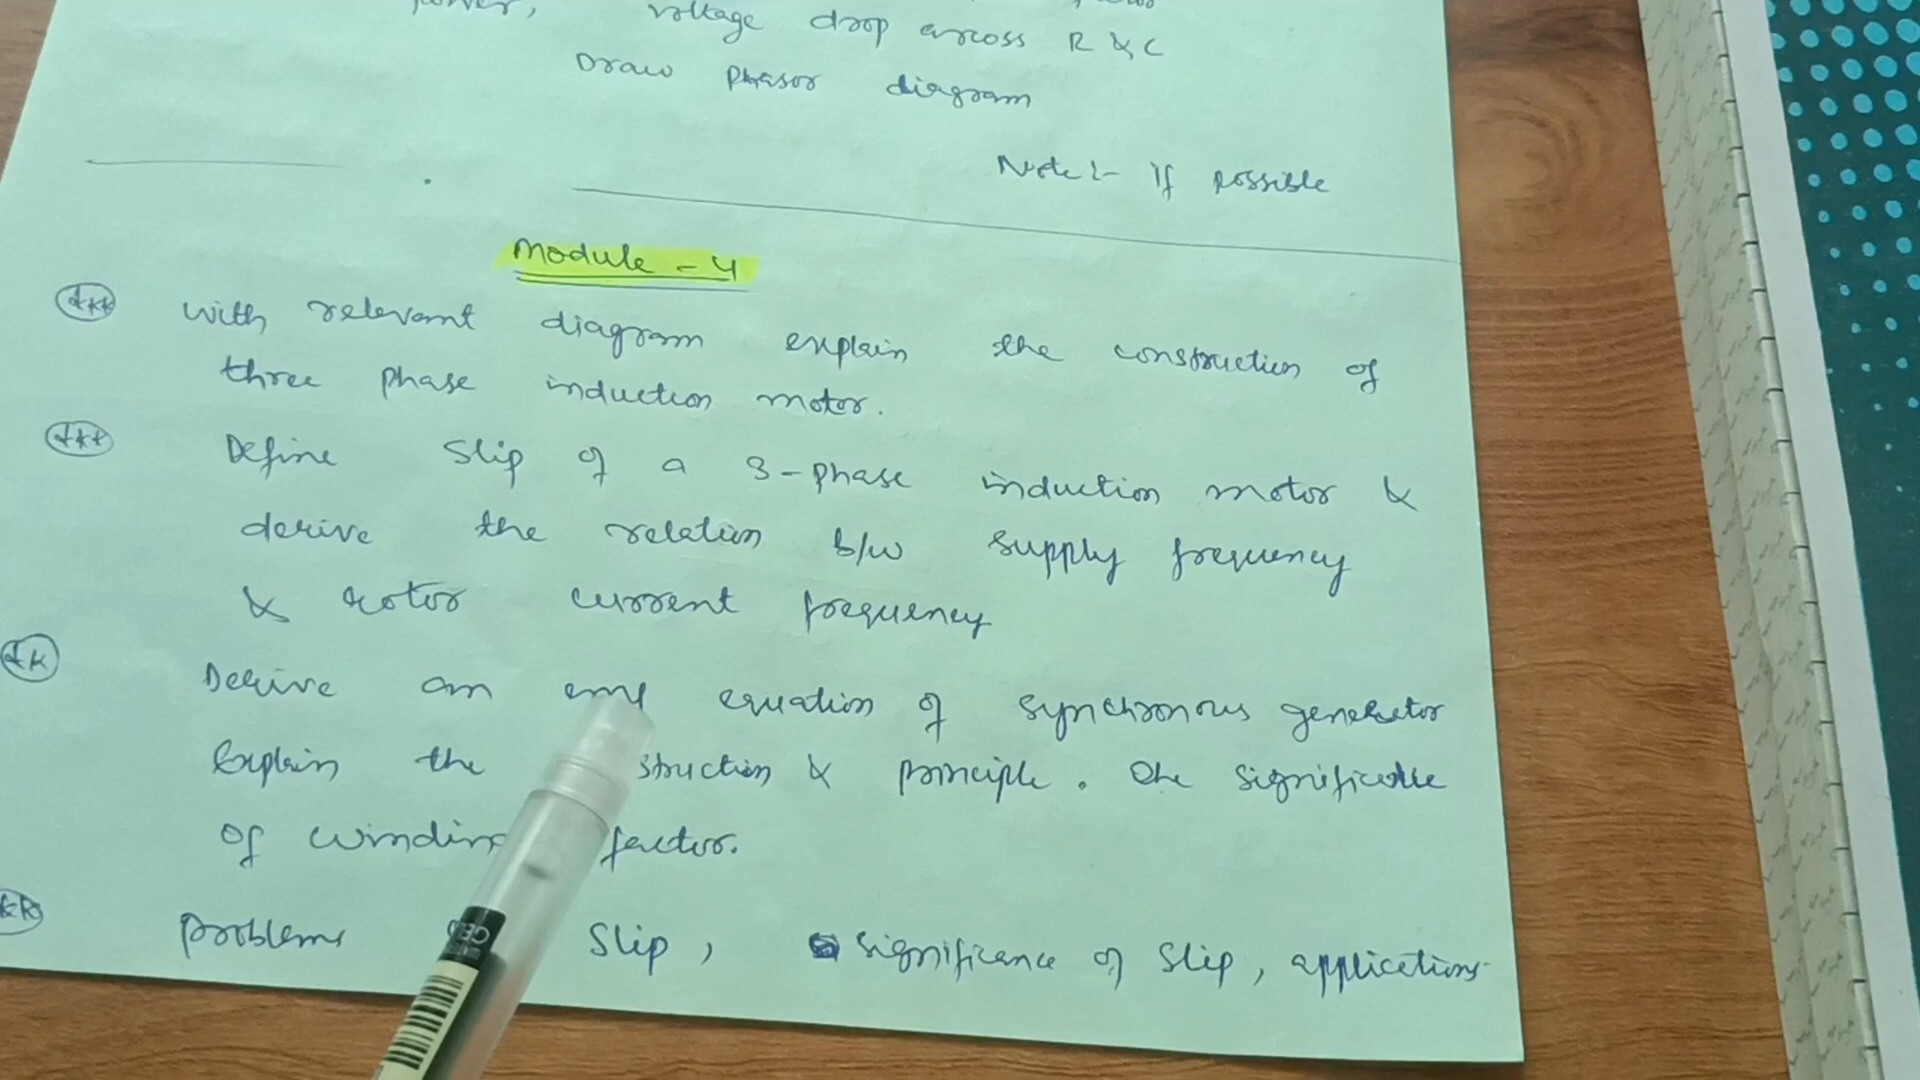 power,
voltage drop across R & C
Draw phasor diagram
Note :- If possible
Module - 4
With relevant diagram explain the construction of
three phase induction motor.
Define slip of a 3-phase induction motor &
derive the relation b/w supply frequency
& rotor current frequency
Derive an emf equation of synchronous generator
Explain the struction & principle. The significance
of winding factor.
Problems slip, significance of slip, applications